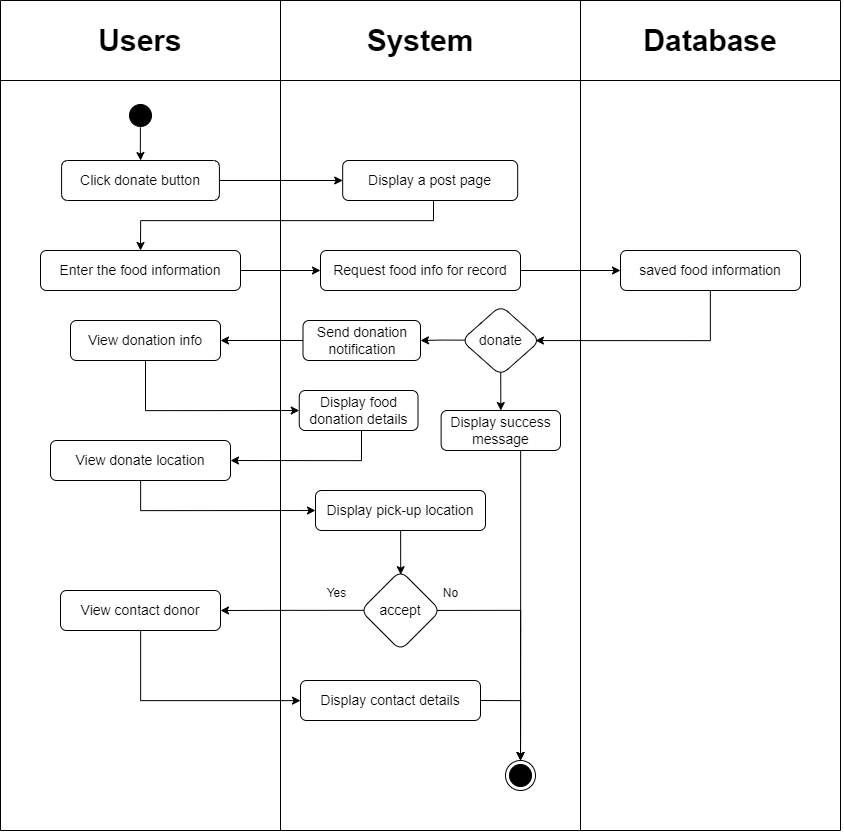 Users
System
Database
Click donate button
Display a post page
Enter the food information
Request food info for record
saved food information
View donation info
Send donation
notification
donate
Display food
donation details
Display success
message
View donate location
Display pick-up location
Yes
No
View contact donor
accept
Display contact details